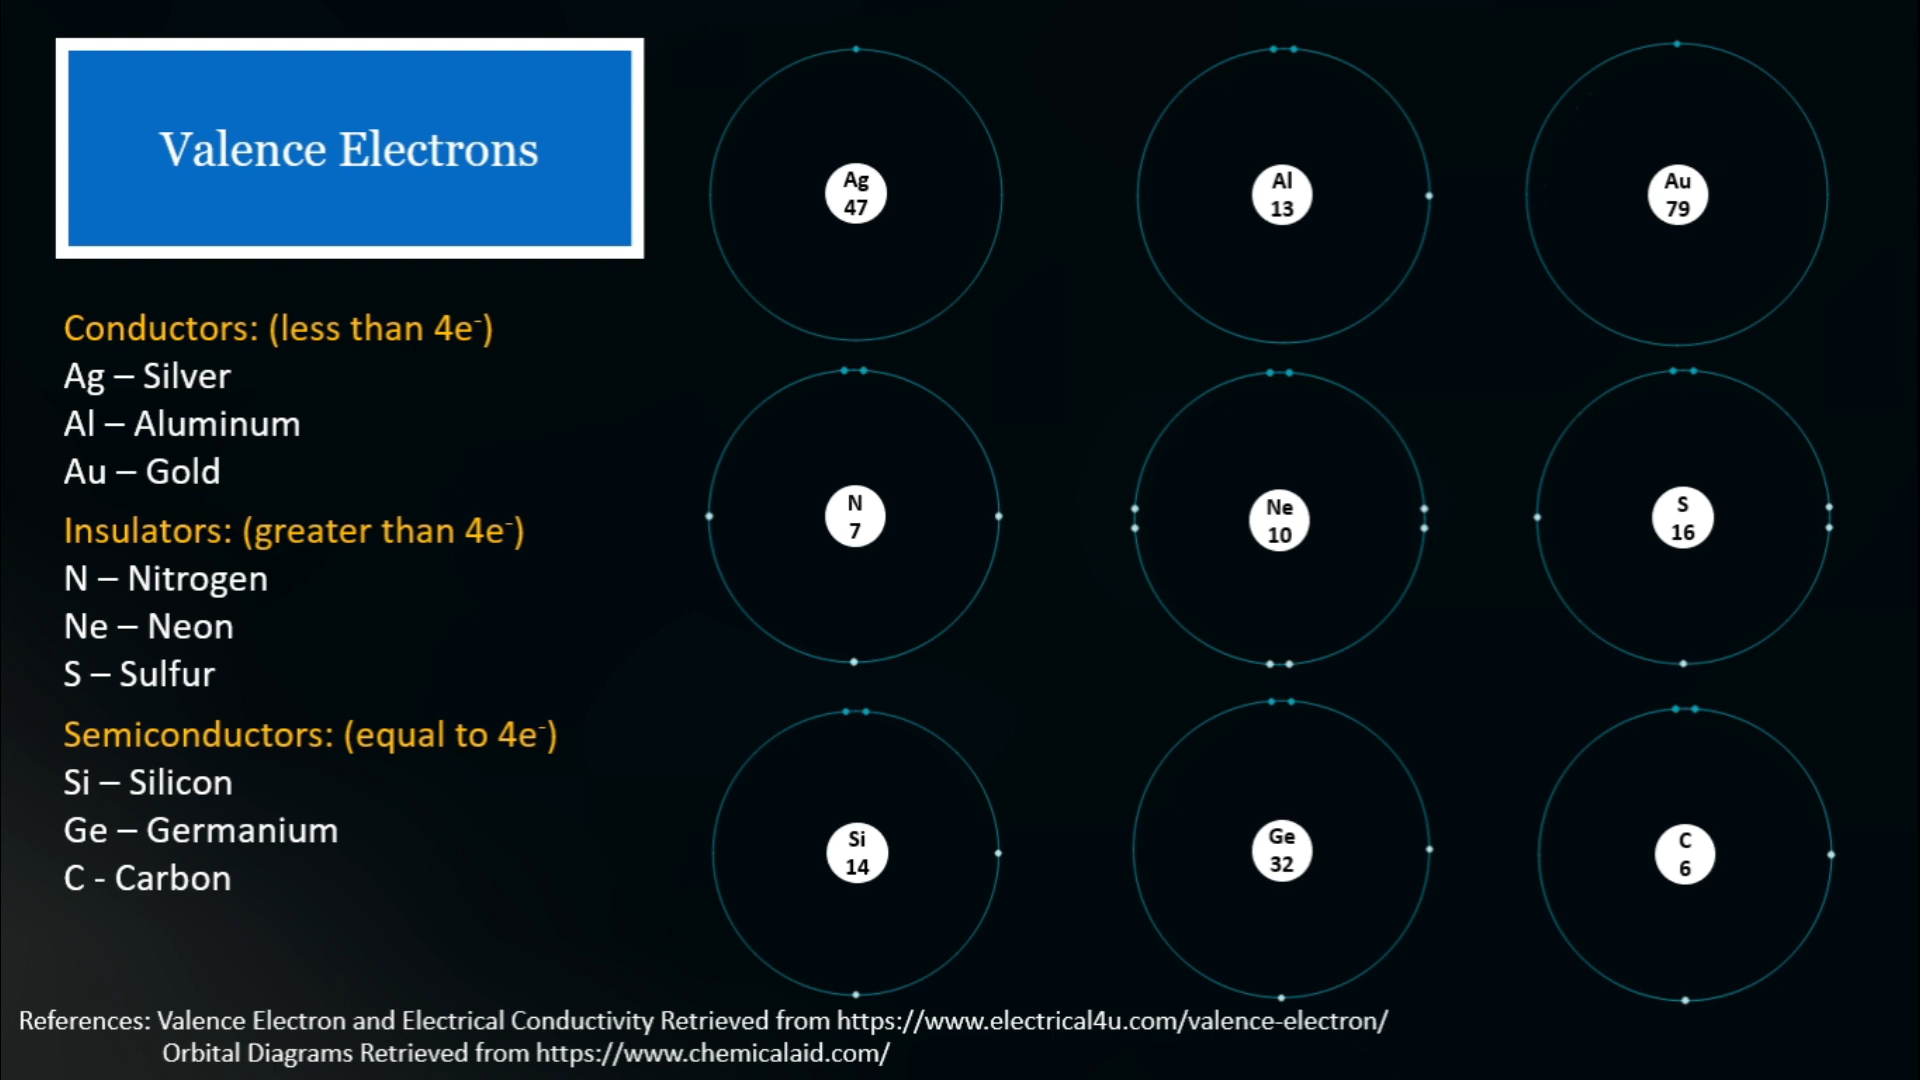 Valence Electrons
Conductors: (less than 4e⁻)
Ag – Silver
Al – Aluminum
Au – Gold
Insulators: (greater than 4e⁻)
N – Nitrogen
Ne – Neon
S – Sulfur
Semiconductors: (equal to 4e⁻)
Si – Silicon
Ge – Germanium
C - Carbon
Ag
47
Al
13
Au
79
N
7
Ne
10
S
16
Si
14
Ge
32
C
6
References: Valence Electron and Electrical Conductivity Retrieved from https://www.electrical4u.com/valence-electron/
Orbital Diagrams Retrieved from https://www.chemicalaid.com/